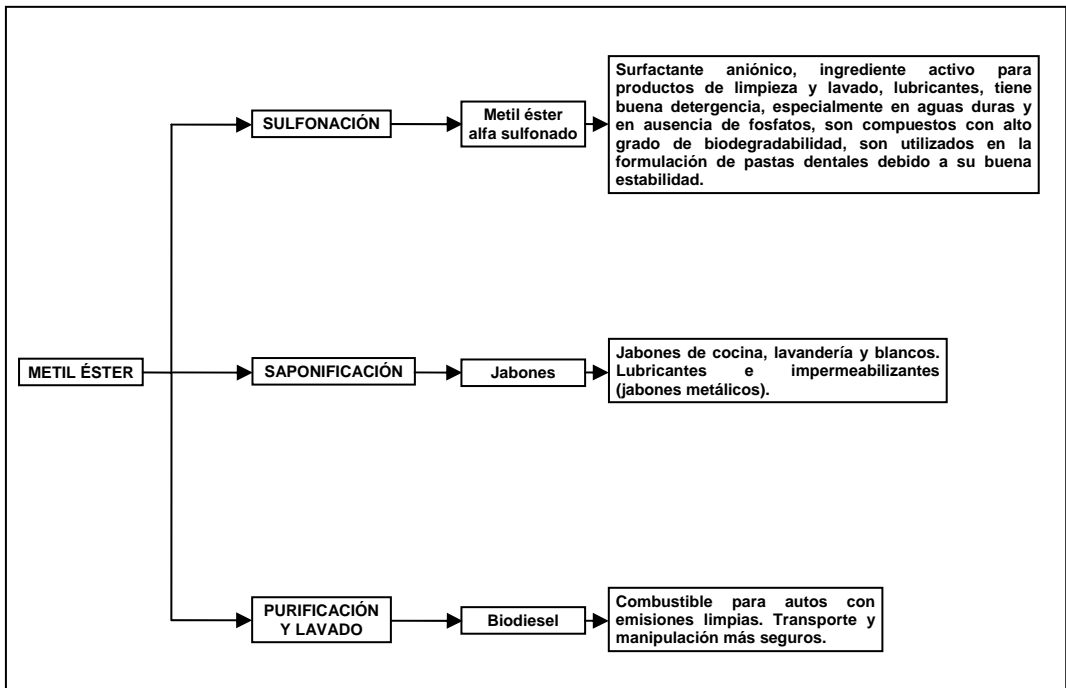 Surfactante aniónico, ingrediente activo para
productos de limpieza y lavado, lubricantes, tiene
buena detergencia, especialmente en aguas duras y
en ausencia de fosfatos, son compuestos con alto
grado de biodegradabilidad, son utilizados en la
formulación de pastas dentales debido a su buena
estabilidad.
SULFONACIÓN
Metil éster
alfa sulfonado
METIL ÉSTER
SAPONIFICACIÓN
Jabones
Jabones de cocina, lavandería y blancos.
Lubricantes e impermeabilizantes
(jabones metálicos).
PURIFICACIÓN
Y LAVADO
Biodiesel
Combustible para autos con
emisiones limpias. Transporte y
manipulación más seguros.